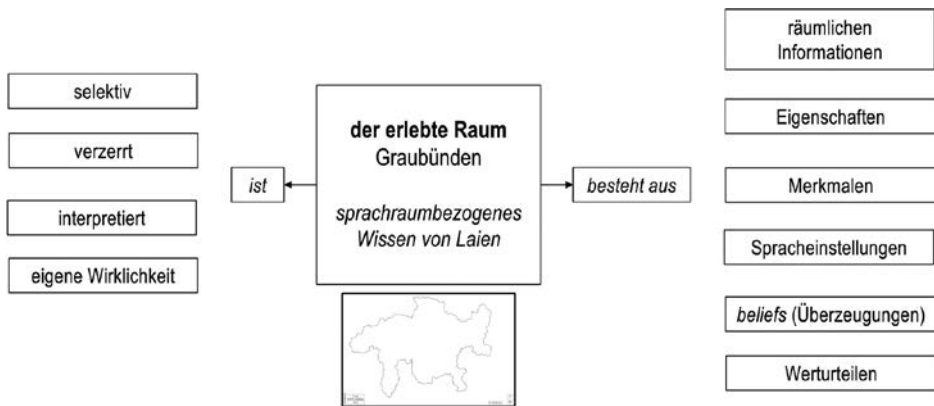 selektiv
verzerrt
interpretiert
eigene Wirklichkeit
ist
der erlebte Raum
Graubünden
sprachraumbezogenes
Wissen von Laien
besteht aus
räumlichen
Informationen
Eigenschaften
Merkmalen
Spracheinstellungen
beliefs (Überzeugungen)
Werturteilen